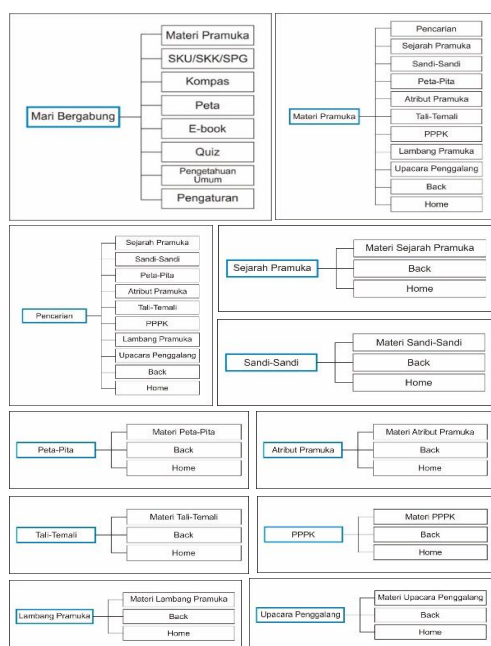 Mari Bergabung
Materi Pramuka
SKU/SKK/SPG
Kompas
Peta
E-book
Quiz
Pengetahuan
Umum
Pengaturan
Materi Pramuka
Pencarian
Sejarah Pramuka
Sandi-Sandi
Peta-Pita
Atribut Pramuka
Tali-Temali
PPPK
Lambang Pramuka
Upacara Penggalang
Back
Home
Pencarian
Sejarah Pramuka
Sandi-Sandi
Peta-Pita
Atribut Pramuka
Tali-Temali
PPPK
Lambang Pramuka
Upacara Penggalang
Back
Home
Sejarah Pramuka
Materi Sejarah Pramuka
Back
Home
Sandi-Sandi
Materi Sandi-Sandi
Back
Home
Peta-Pita
Materi Peta-Pita
Back
Home
Atribut Pramuka
Materi Atribut Pramuka
Back
Home
Tali-Temali
Materi Tali-Temali
Back
Home
PPPK
Materi PPPK
Back
Home
Lambang Pramuka
Materi Lambang Pramuka
Back
Home
Upacara Penggalang
Materi Upacara Penggalang
Back
Home